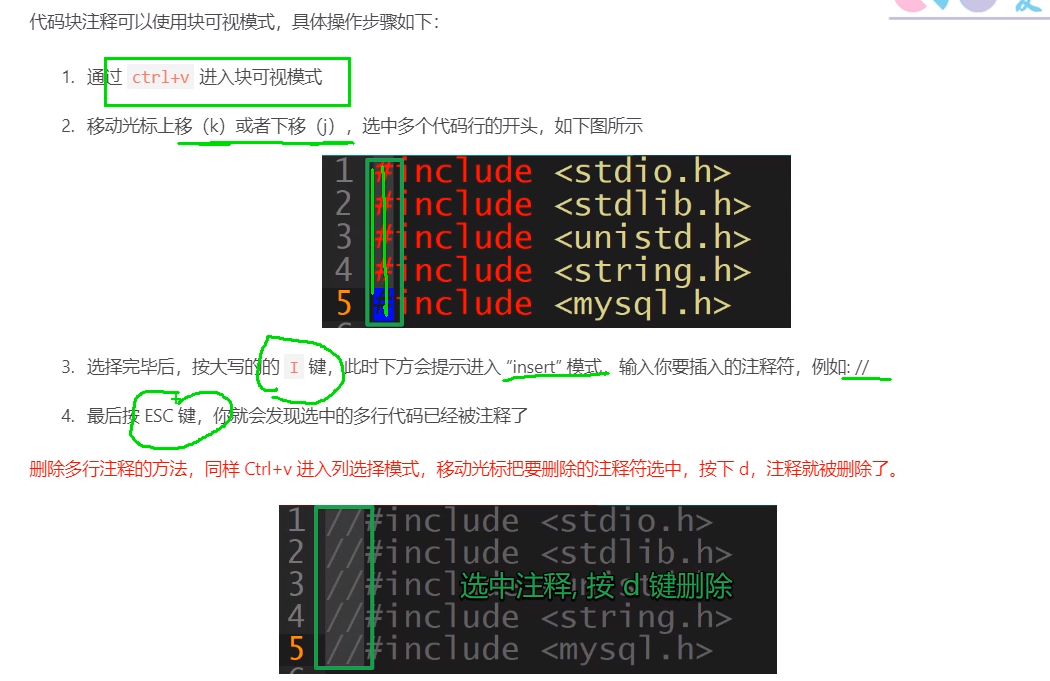 代码块注释可以使用块可视模式，具体操作步骤如下：
1. 通过 ctrl+v 进入块可视模式
2. 移动光标上移（k）或者下移（j），选中多个代码行的开头，如下图所示
1 #include <stdio.h>
2 #include <stdlib.h>
3 #include <unistd.h>
4 #include <string.h>
5 #include <mysql.h>
3. 选择完毕后，按大写的的 I 键，此时下方会提示进入 “insert” 模式，输入你要插入的注释符，例如: //
4. 最后按 ESC 键，你就会发现选中的多行代码已经被注释了
删除多行注释的方法，同样 Ctrl+v 进入列选择模式，移动光标把要删除的注释符选中，按下 d，注释就被删除了。
1 //#include <stdio.h>
2 //#include <stdlib.h>
3 //#inclu
选中注释, 按 d 键删除
4 //#include <string.h>
5 //#include <mysql.h>